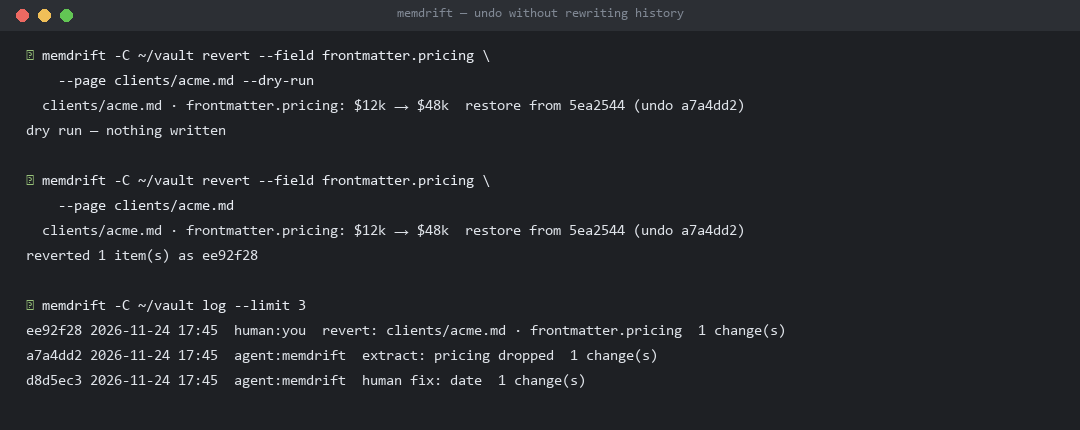 memdrift — undo without rewriting history
memdrift -C ~/vault revert --field frontmatter.pricing \
--page clients/acme.md --dry-run
clients/acme.md · frontmatter.pricing: $12k → $48k  restore from 5ea2544 (undo a7a4dd2)
dry run — nothing written
memdrift -C ~/vault revert --field frontmatter.pricing \
--page clients/acme.md
clients/acme.md · frontmatter.pricing: $12k → $48k  restore from 5ea2544 (undo a7a4dd2)
reverted 1 item(s) as ee92f28
memdrift -C ~/vault log --limit 3
ee92f28 2026-11-24 17:45  human:you  revert: clients/acme.md · frontmatter.pricing  1 change(s)
a7a4dd2 2026-11-24 17:45  agent:memdrift  extract: pricing dropped  1 change(s)
d8d5ec3 2026-11-24 17:45  agent:memdrift  human fix: date  1 change(s)